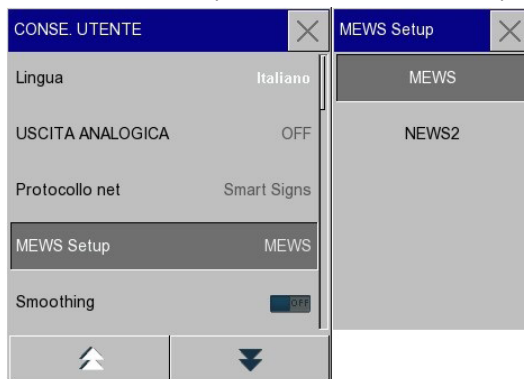 CONSE. UTENTE
Lingua Italiano
USCITA ANALOGICA OFF
Protocollo net Smart Signs
MEWS Setup MEWS
Smoothing OFF
MEWS Setup
MEWS
NEWS2